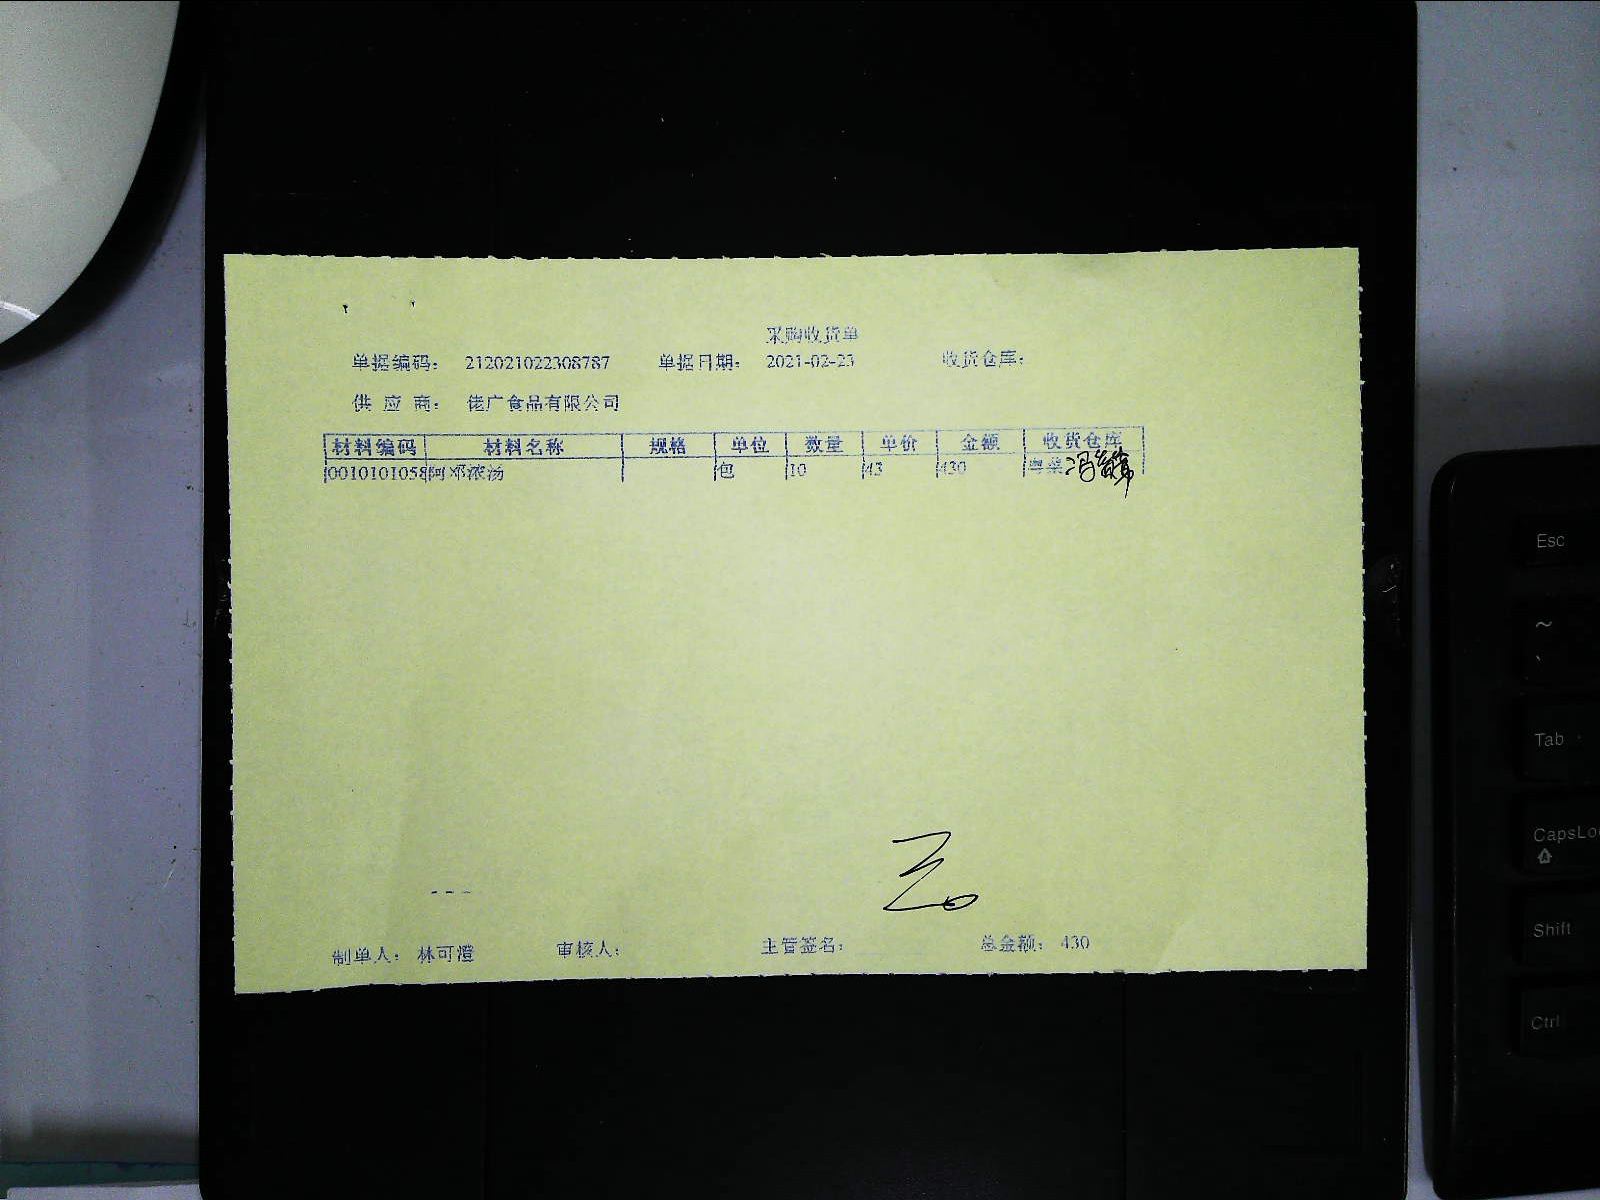 采购收货单
单据编码： 212021022308787 单据日期： 2021-02-23 收货仓库：
供 应 商： 佬广食品有限公司
材料编码 材料名称 规格 单位 数量 单价 金额 收货仓库
0010101058 阿邓浓汤 包 10 43 430 粤菜
制单人： 林可澄 审核人： 主管签名： 总金额： 430
Esc
~
Tab
CapsLo
Shift
Ctrl